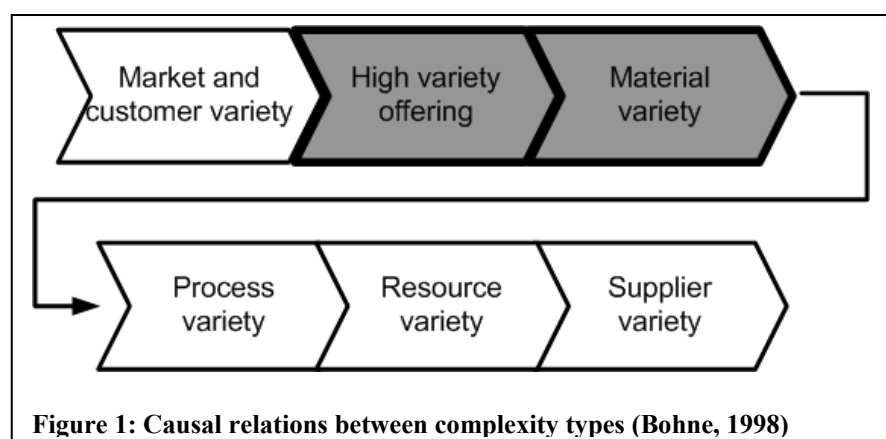 Market and
customer variety
High variety
offering
Material
variety
Process
variety
Resource
variety
Supplier
variety
Figure 1: Causal relations between complexity types (Bohne, 1998)